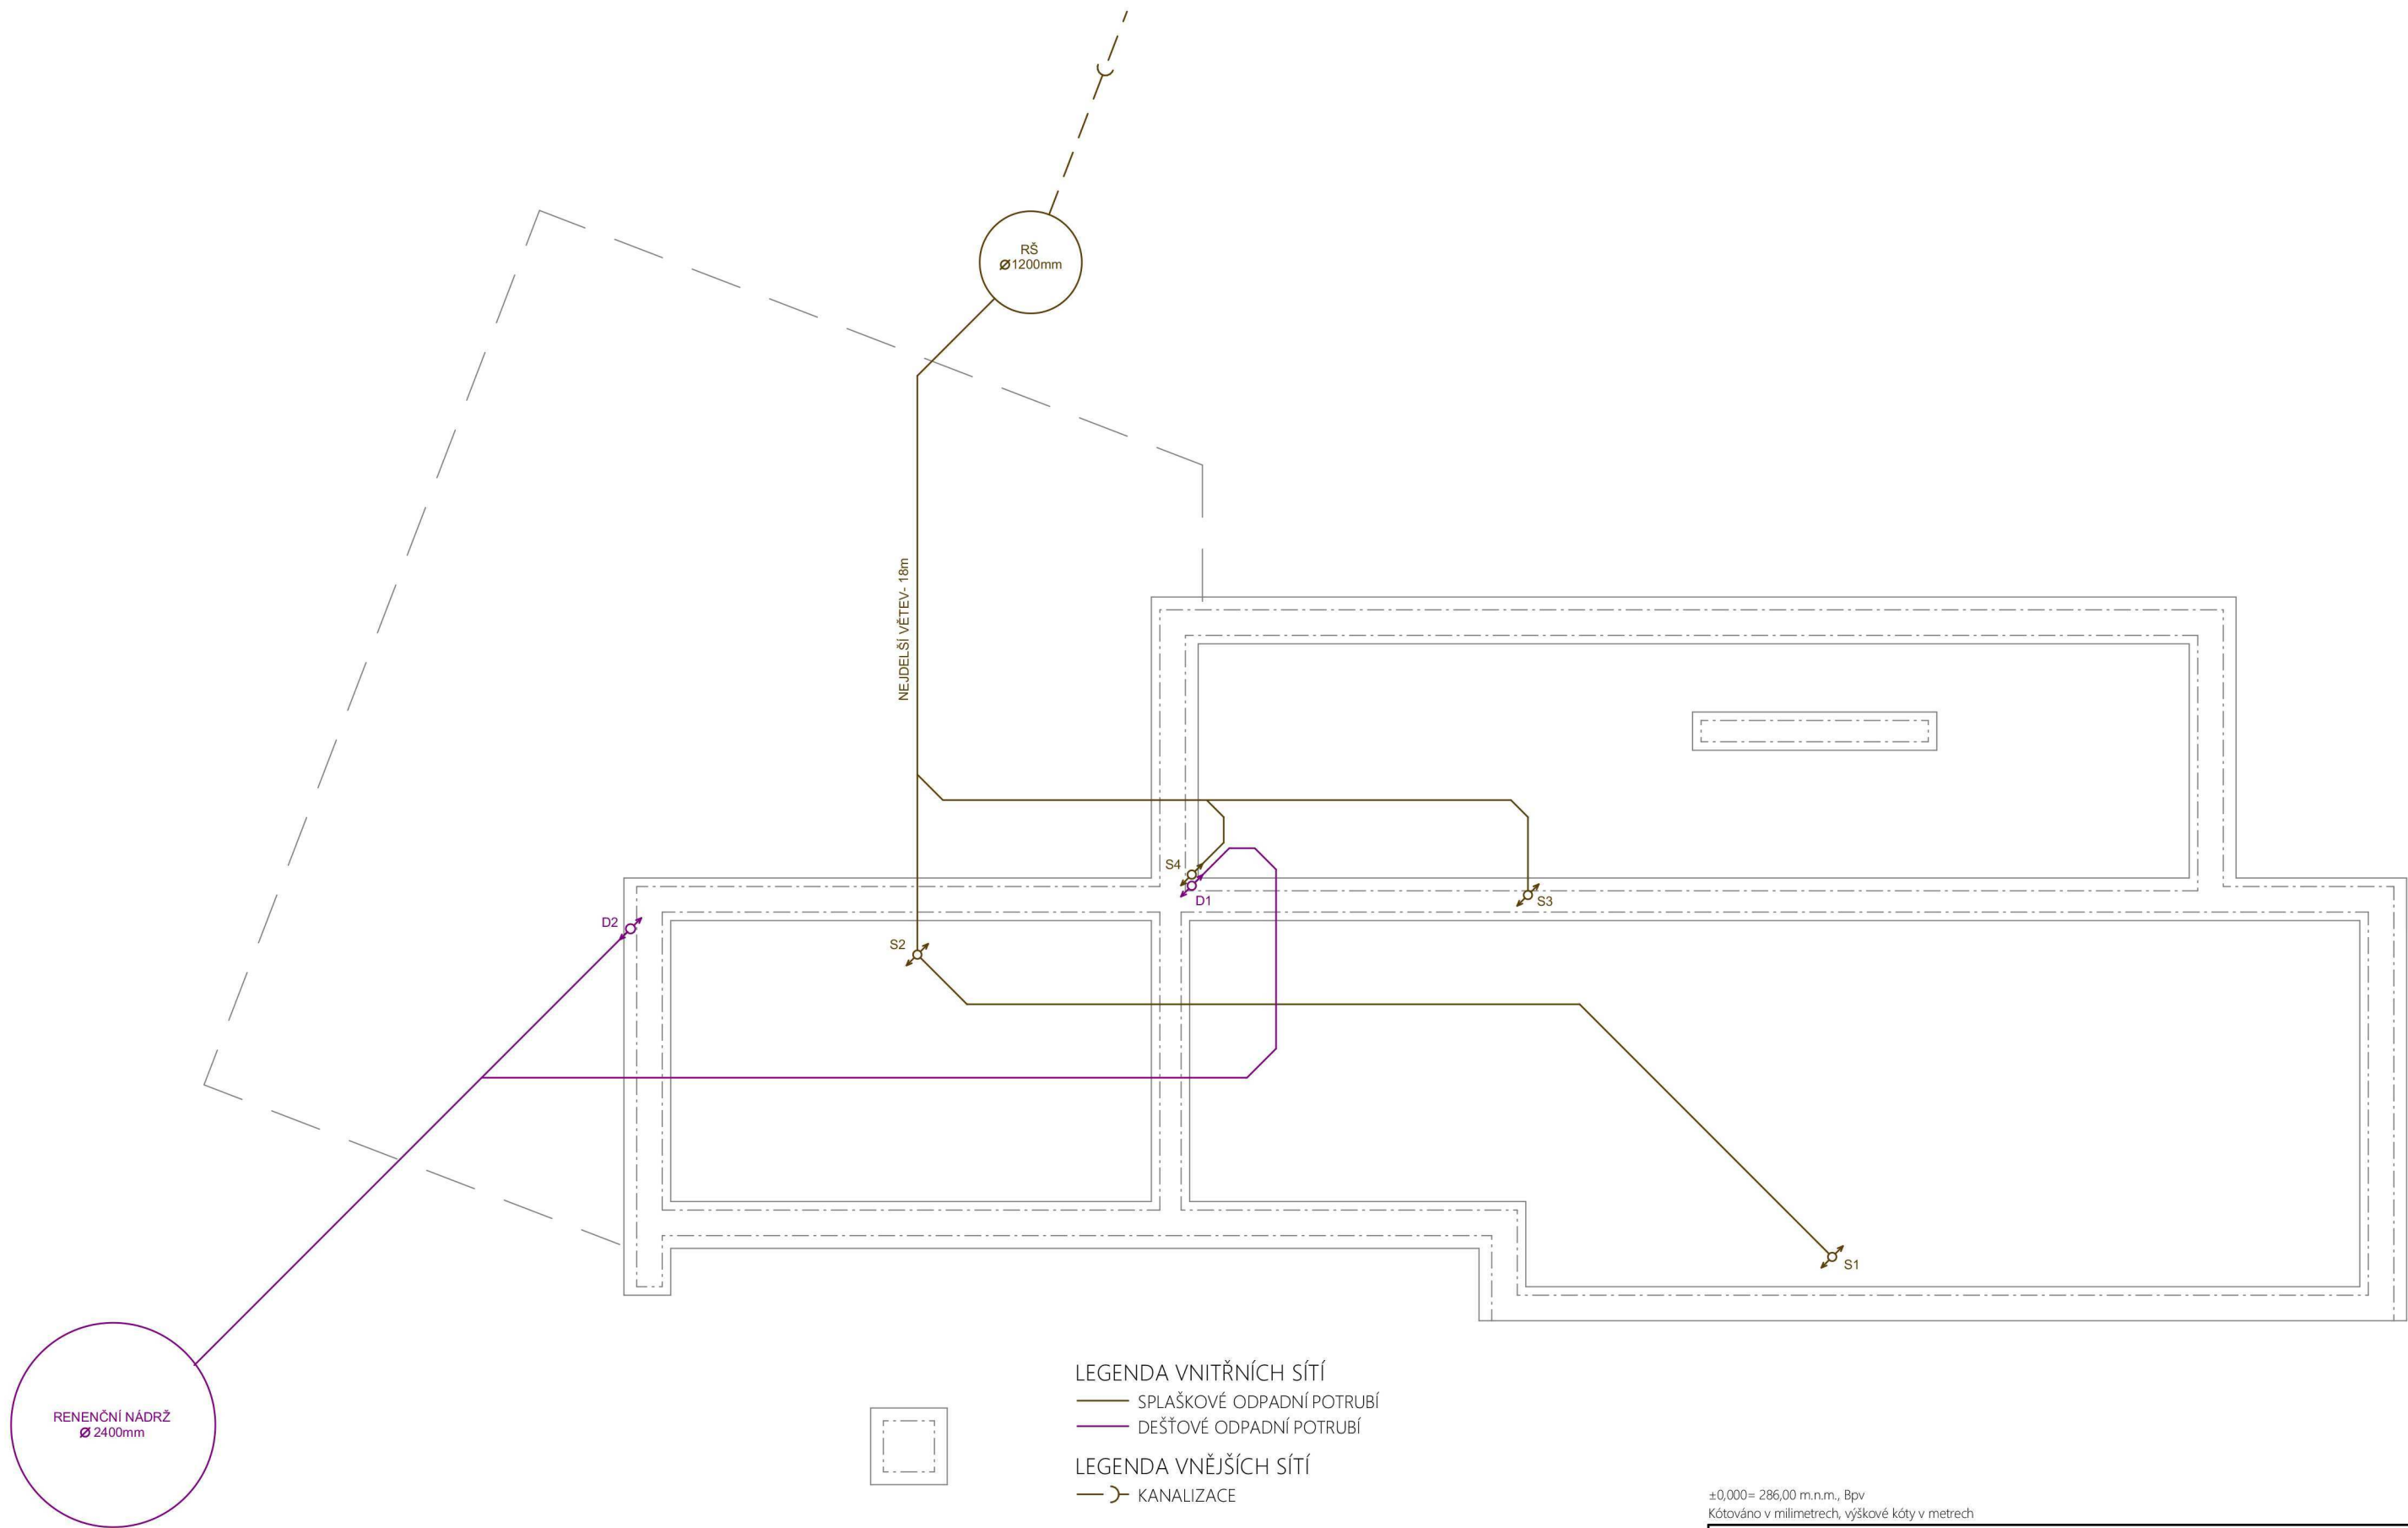 RŠ
Ø1200mm
NEJDELŠÍ VĚTEV- 18m
S4
D1
S3
D2
S2
S1
RENENČNÍ NÁDRŽ
Ø 2400mm
LEGENDA VNITŘNÍCH SÍTÍ
SPLAŠKOVÉ ODPADNÍ POTRUBÍ
DEŠŤOVÉ ODPADNÍ POTRUBÍ
LEGENDA VNĚJŠÍCH SÍTÍ
KANALIZACE
±0,000= 286,00 m.n.m., Bpv
Kótováno v milimetrech, výškové kóty v metrech